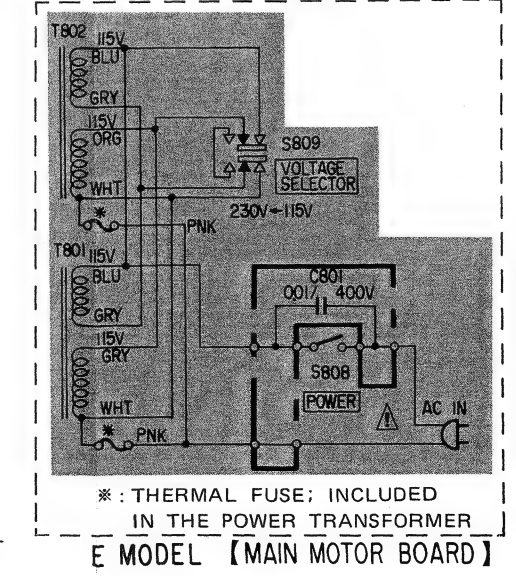 T802
115V
BLU
GRY
115V
ORG
WHT
※
PNK
S809
VOLTAGE
SELECTOR
230V←115V
T801
115V
BLU
GRY
115V
GRY
WHT
※
PNK
C801
0.01/ 400V
S808
POWER
AC IN
※ : THERMAL FUSE; INCLUDED
IN THE POWER TRANSFORMER
E MODEL 【MAIN MOTOR BOARD】